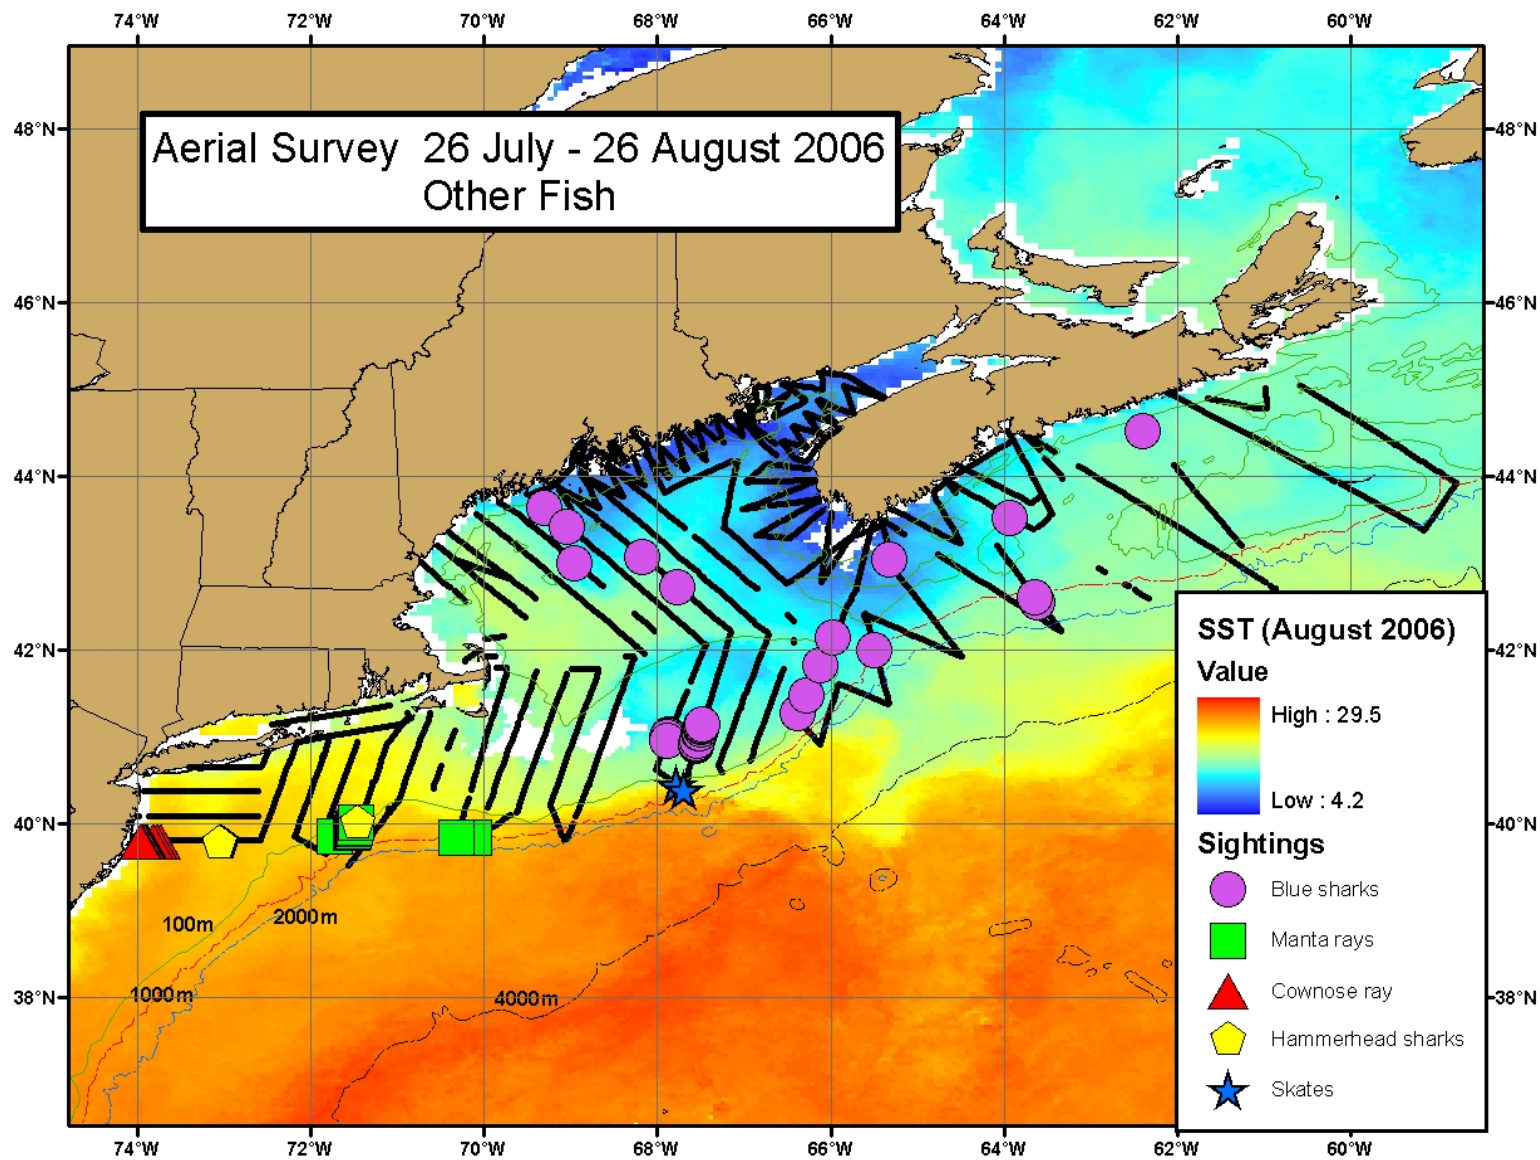 74°W 72°W 70°W 68°W 66°W 64°W 62°W 60°W
48°N 48°N
Aerial Survey 26 July - 26 August 2006
Other Fish
46°N 46°N
44°N 44°N
42°N 42°N
40°N 40°N
38°N 38°N
100m
2000m
1000m
4000m
SST (August 2006)
Value
High : 29.5
Low : 4.2
Sightings
Blue sharks
Manta rays
Cownose ray
Hammerhead sharks
Skates
74°W 72°W 70°W 68°W 66°W 64°W 62°W 60°W